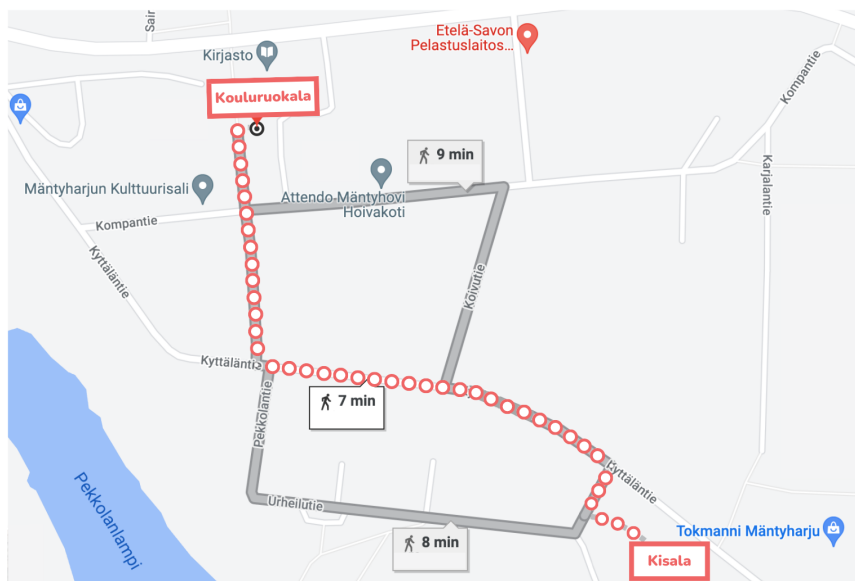 Sair
Etelä-Savon
Pelastuslaitos...
Kirjasto
Kouluruokala
Kompantie
9 min
Karjalantie
Mäntyharjun Kulttuurisali
Attendo Mäntyhovi
Hoivakoti
Kompantie
Kyttäläntie
Koivutie
Kyttäläntie
7 min
Pekkolantie
Kyttäläntie
Pekkolanlampi
Urheilutie
8 min
Tokmanni Mäntyharju
Kisala